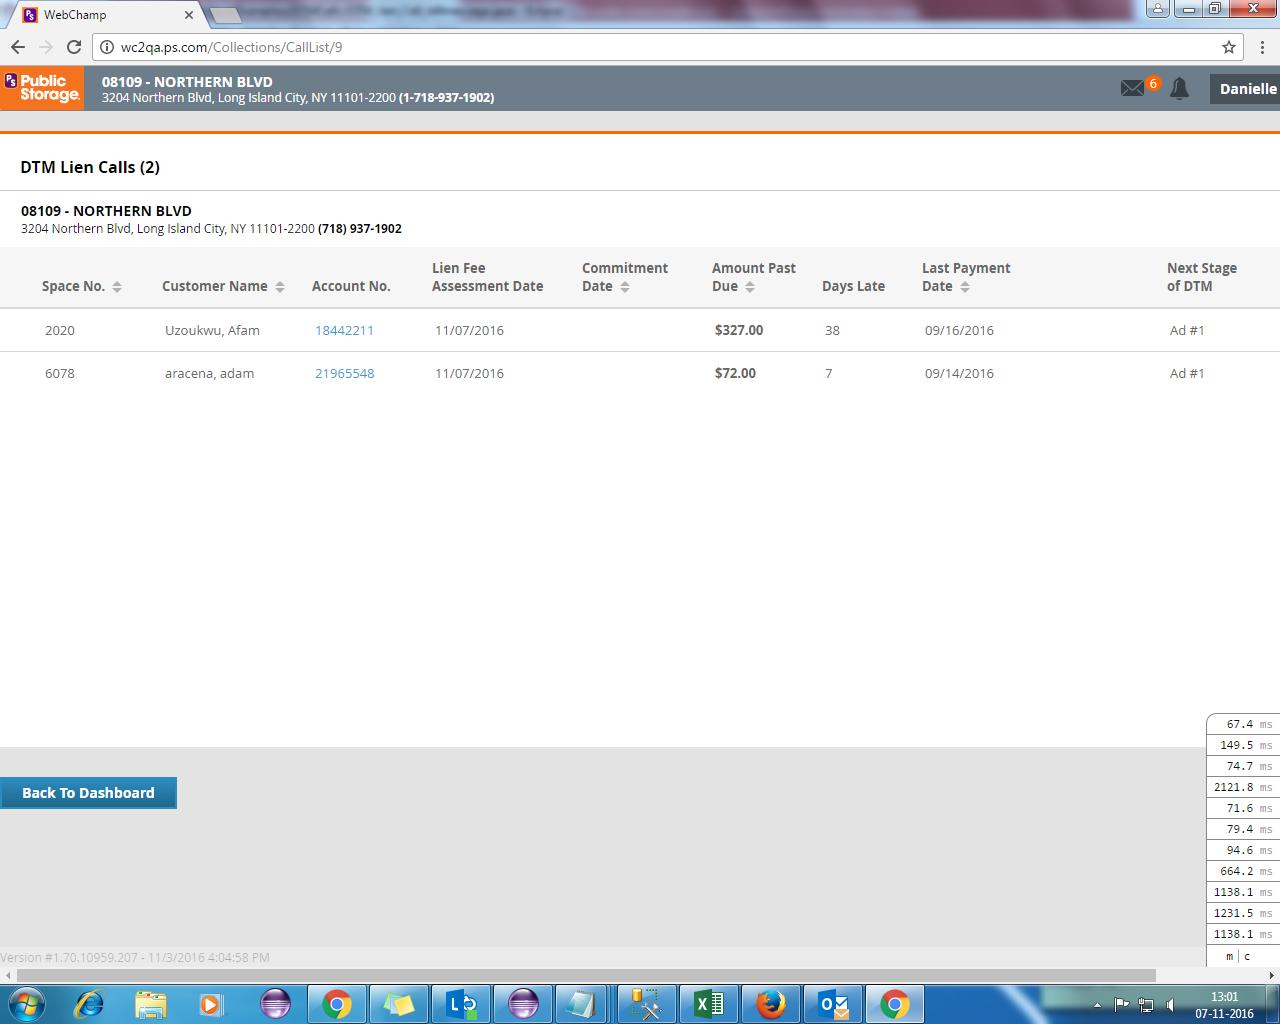 WebChamp
wc2qa.ps.com/Collections/CallList/9
PS Public Storage.
08109 - NORTHERN BLVD
3204 Northern Blvd, Long Island City, NY 11101-2200 (1-718-937-1902)
6
Danielle
DTM Lien Calls (2)
08109 - NORTHERN BLVD
3204 Northern Blvd, Long Island City, NY 11101-2200 (718) 937-1902
Space No. Customer Name Account No. Lien Fee Assessment Date Commitment Date Amount Past Due Days Late Last Payment Date Next Stage of DTM
2020 Uzoukwu, Afam 18442211 11/07/2016 $327.00 38 09/16/2016 Ad #1
6078 aracena, adam 21965548 11/07/2016 $72.00 7 09/14/2016 Ad #1
67.4 ms
149.5 ms
74.7 ms
2121.8 ms
71.6 ms
79.4 ms
94.6 ms
664.2 ms
1138.1 ms
1231.5 ms
1138.1 ms
m c
Back To Dashboard
Version #1.70.10959.207 - 11/3/2016 4:04:58 PM
13:01
07-11-2016